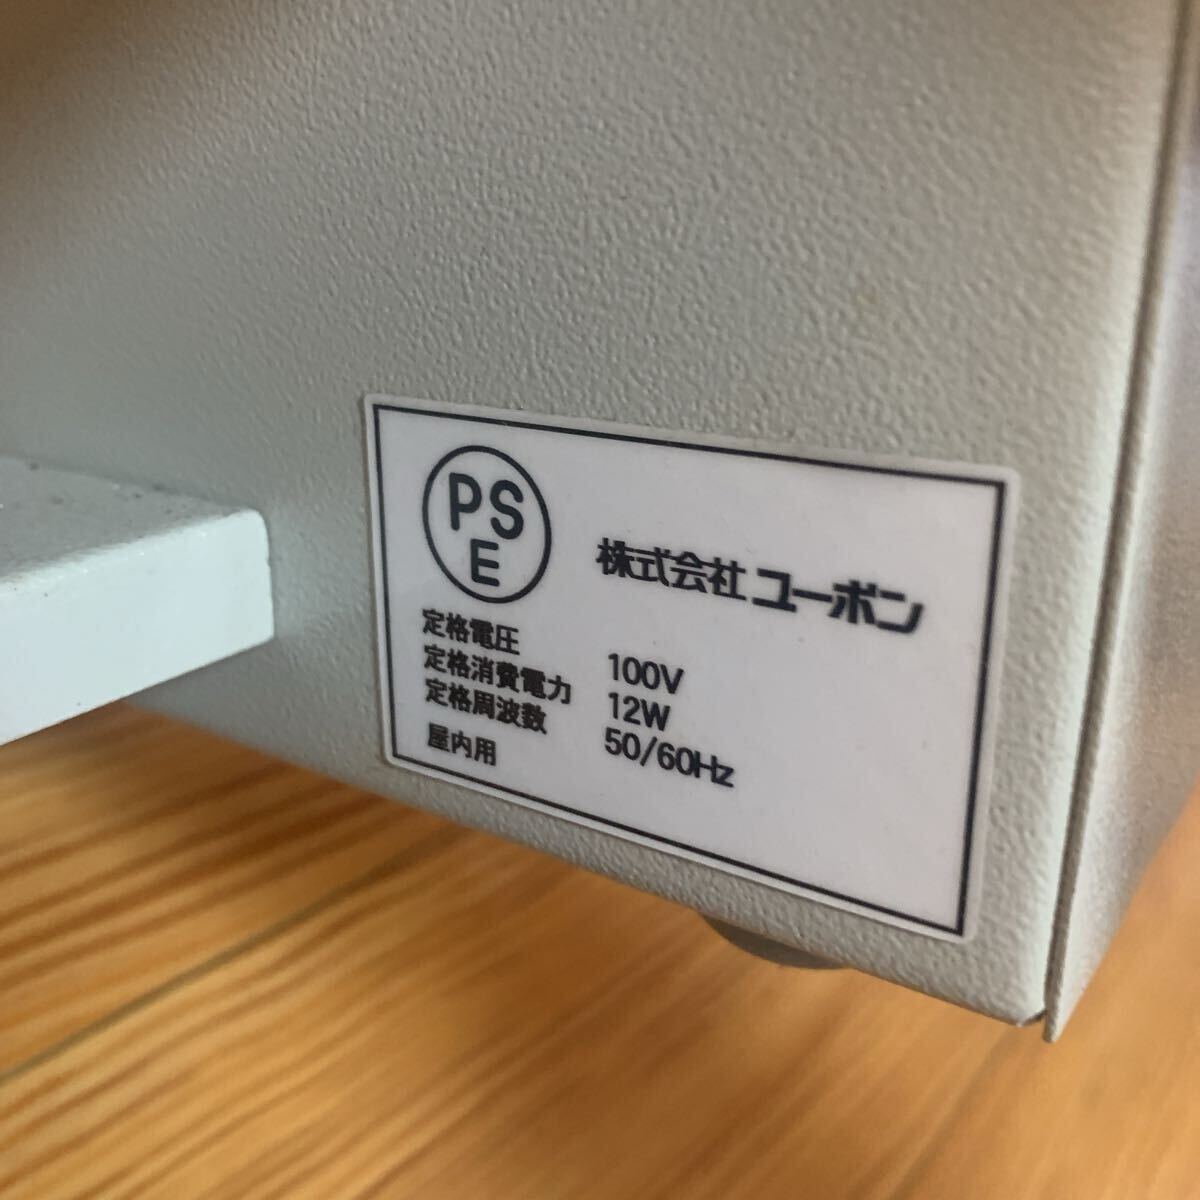 PS
E
株式会社ユーボン
定格電圧 100V
定格消費電力 12W
定格周波数 50/60Hz
屋内用